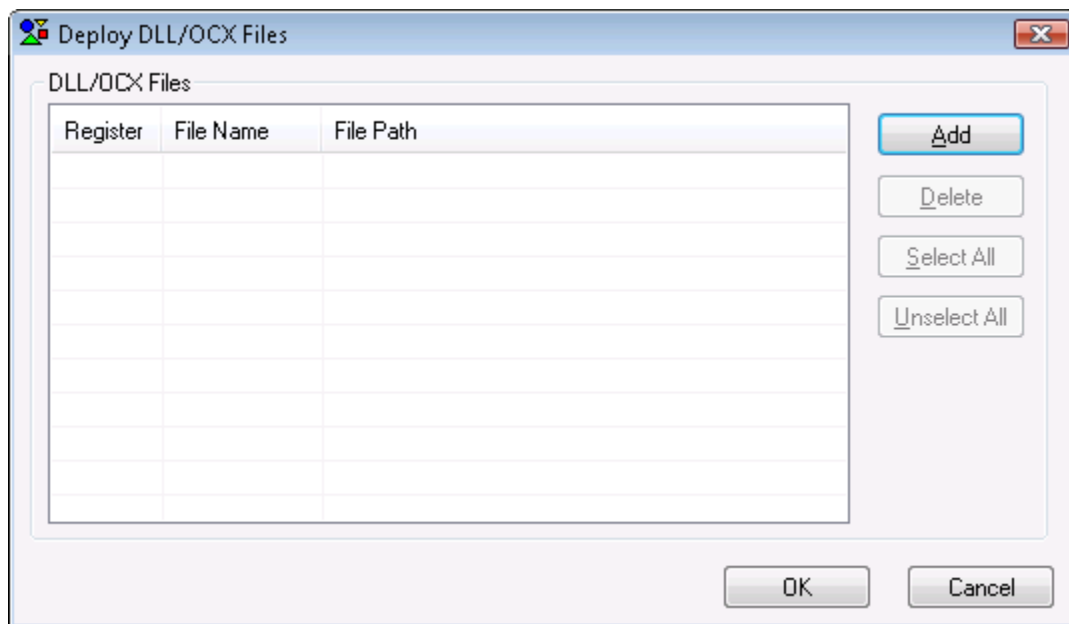 Deploy DLL/OCX Files
DLL/OCX Files
Register File Name File Path
Add
Delete
Select All
Unselect All
OK Cancel